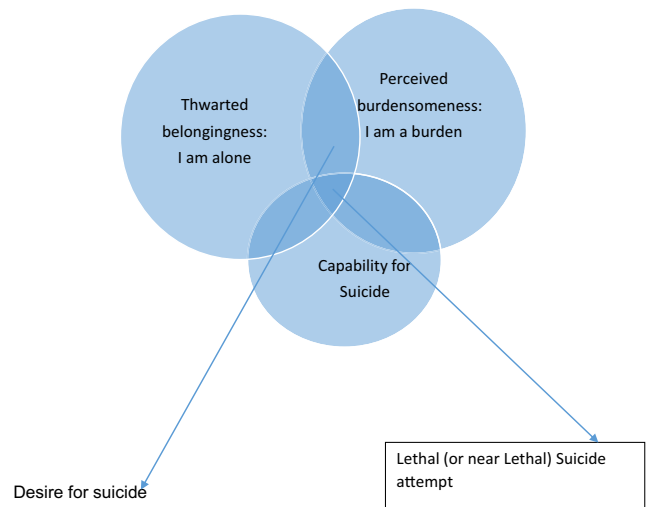 Thwarted
belongingness:
I am alone
Perceived
burdensomeness:
I am a burden
Capability for
Suicide
Desire for suicide
Lethal (or near Lethal) Suicide
attempt